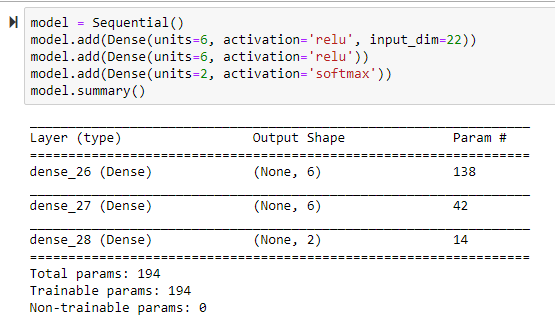 model = Sequential()
model.add(Dense(units=6, activation='relu', input_dim=22))
model.add(Dense(units=6, activation='relu'))
model.add(Dense(units=2, activation='softmax'))
model.summary()
_________________________________________________________________
Layer (type)                 Output Shape              Param #
=================================================================
dense_26 (Dense)             (None, 6)                 138
_________________________________________________________________
dense_27 (Dense)             (None, 6)                 42
_________________________________________________________________
dense_28 (Dense)             (None, 2)                 14
=================================================================
Total params: 194
Trainable params: 194
Non-trainable params: 0